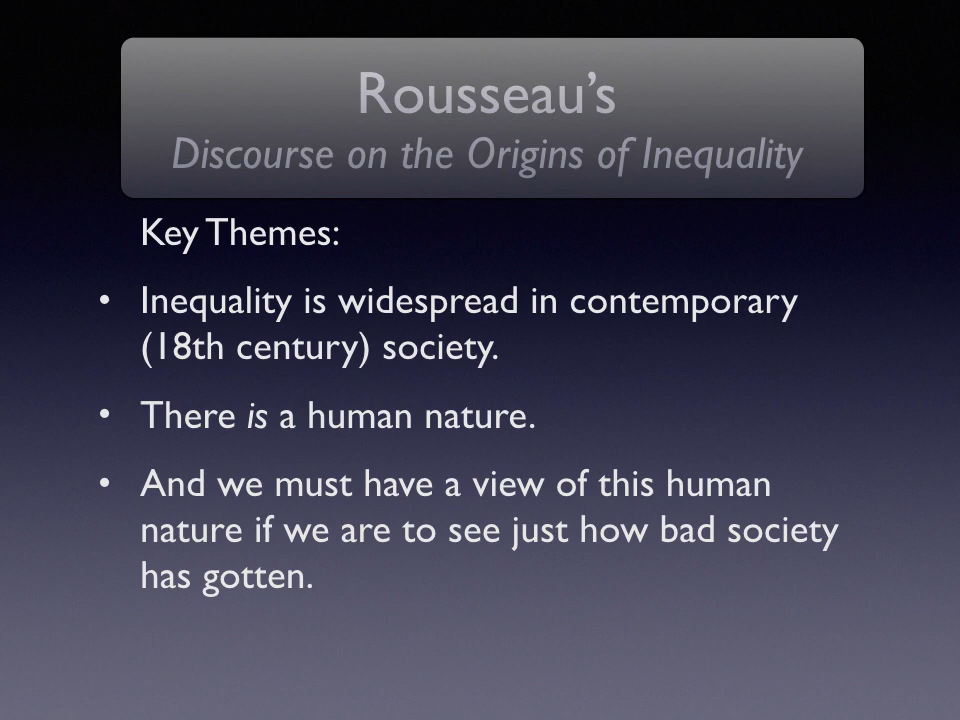 Rousseau’s
Discourse on the Origins of Inequality
Key Themes:
• Inequality is widespread in contemporary
(18th century) society.
• There is a human nature.
• And we must have a view of this human
nature if we are to see just how bad society
has gotten.